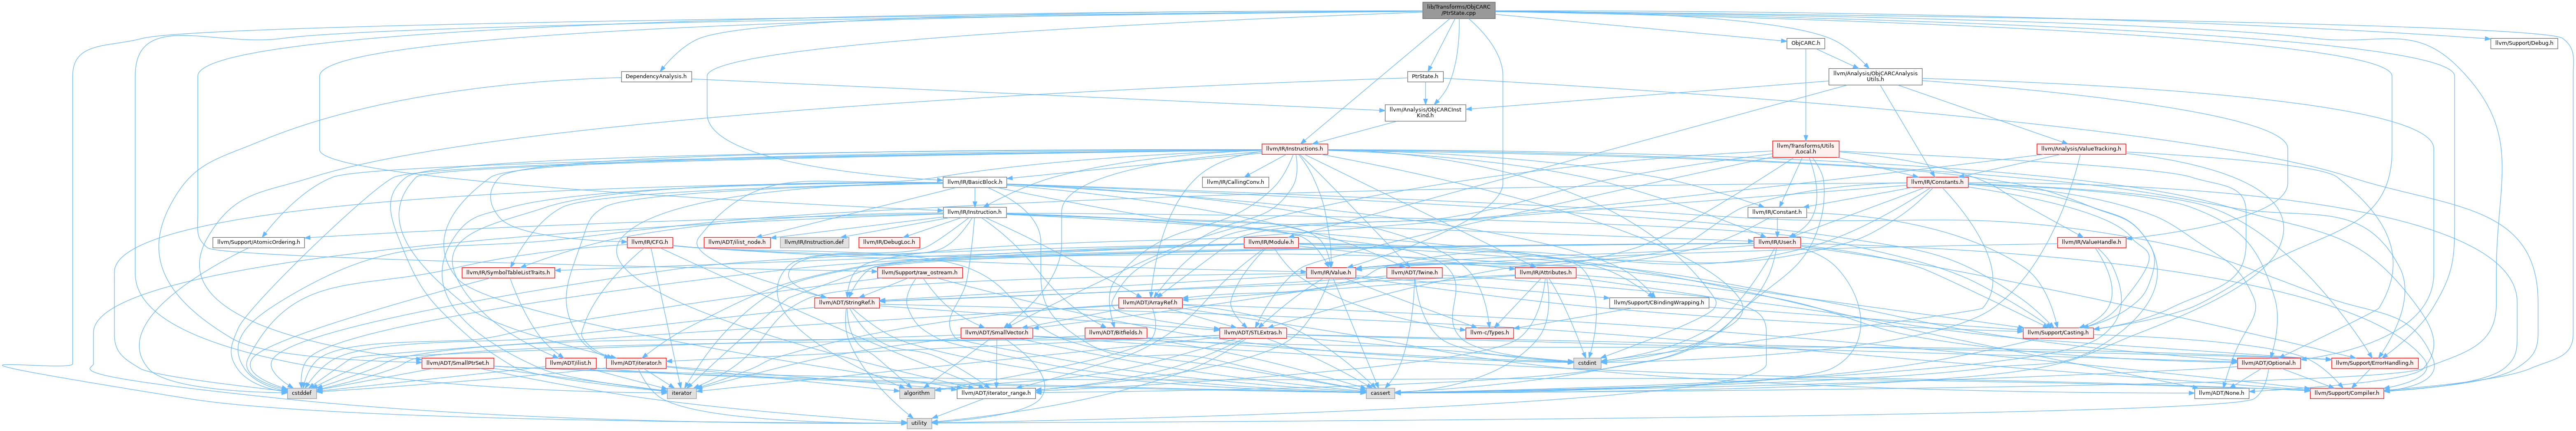 lib/Transforms/ObjCARC
/PtrState.cpp
ObjCARC.h
llvm/Support/Debug.h
DependencyAnalysis.h
PtrState.h
llvm/Analysis/ObjCARCAnalysis
Utils.h
llvm/Analysis/ObjCARCInst
Kind.h
llvm/IR/Instructions.h
llvm/Transforms/Utils
/Local.h
llvm/Analysis/ValueTracking.h
llvm/IR/BasicBlock.h
llvm/IR/CallingConv.h
llvm/IR/Constants.h
llvm/IR/Instruction.h
llvm/IR/Constant.h
llvm/Support/AtomicOrdering.h
llvm/IR/CFG.h
llvm/ADT/ilist_node.h
llvm/IR/Instruction.def
llvm/IR/DebugLoc.h
llvm/IR/Module.h
llvm/IR/User.h
llvm/IR/ValueHandle.h
llvm/IR/SymbolTableListTraits.h
llvm/Support/raw_ostream.h
llvm/IR/Value.h
llvm/ADT/Twine.h
llvm/IR/Attributes.h
llvm/ADT/StringRef.h
llvm/ADT/ArrayRef.h
llvm/Support/CBindingWrapping.h
llvm/ADT/SmallVector.h
llvm/ADT/Bitfields.h
llvm/ADT/STLExtras.h
llvm-c/Types.h
llvm/Support/Casting.h
llvm/ADT/SmallPtrSet.h
llvm/ADT/ilist.h
llvm/ADT/iterator.h
cstdint
llvm/ADT/Optional.h
llvm/Support/ErrorHandling.h
cstddef
iterator
algorithm
llvm/ADT/iterator_range.h
cassert
llvm/ADT/None.h
llvm/Support/Compiler.h
utility